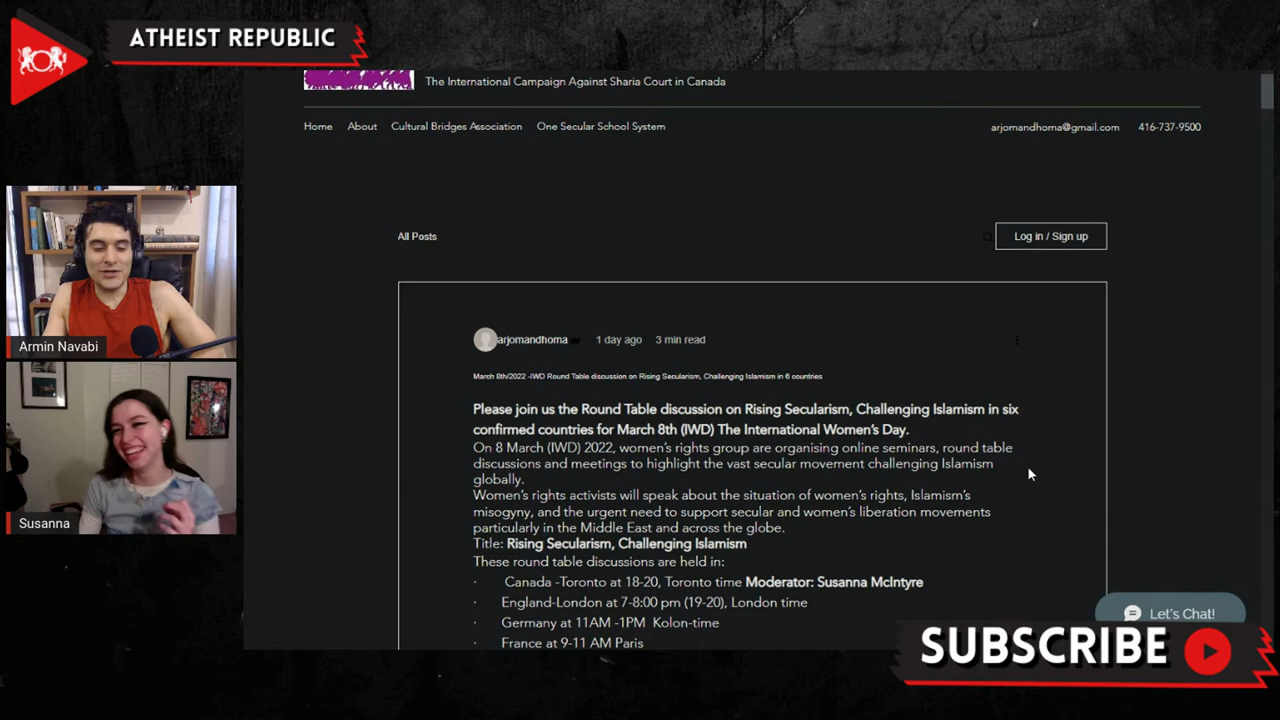 ATHEIST REPUBLIC
The International Campaign Against Sharia Court in Canada
Home About Cultural Bridges Association One Secular School System arjomandhoma@gmail.com 416-737-9500
All Posts Log in / Sign up
arjomandhoma 1 day ago 3 min read
March 8th/2022 -IWD Round Table discussion on Rising Secularism, Challenging Islamism in 6 countries
Please join us the Round Table discussion on Rising Secularism, Challenging Islamism in six
confirmed countries for March 8th (IWD) The International Women's Day.
On 8 March (IWD) 2022, women's rights group are organising online seminars, round table
discussions and meetings to highlight the vast secular movement challenging Islamism
globally.
Women's rights activists will speak about the situation of women's rights, Islamism's
misogyny, and the urgent need to support secular and women's liberation movements
particularly in the Middle East and across the globe.
Title: Rising Secularism, Challenging Islamism
These round table discussions are held in:
· Canada -Toronto at 18-20, Toronto time Moderator: Susanna McIntyre
· England-London at 7-8:00 pm (19-20), London time
· Germany at 11AM -1PM Kolon-time
· France at 9-11 AM Paris
Armin Navabi
Susanna
Let's Chat!
SUBSCRIBE